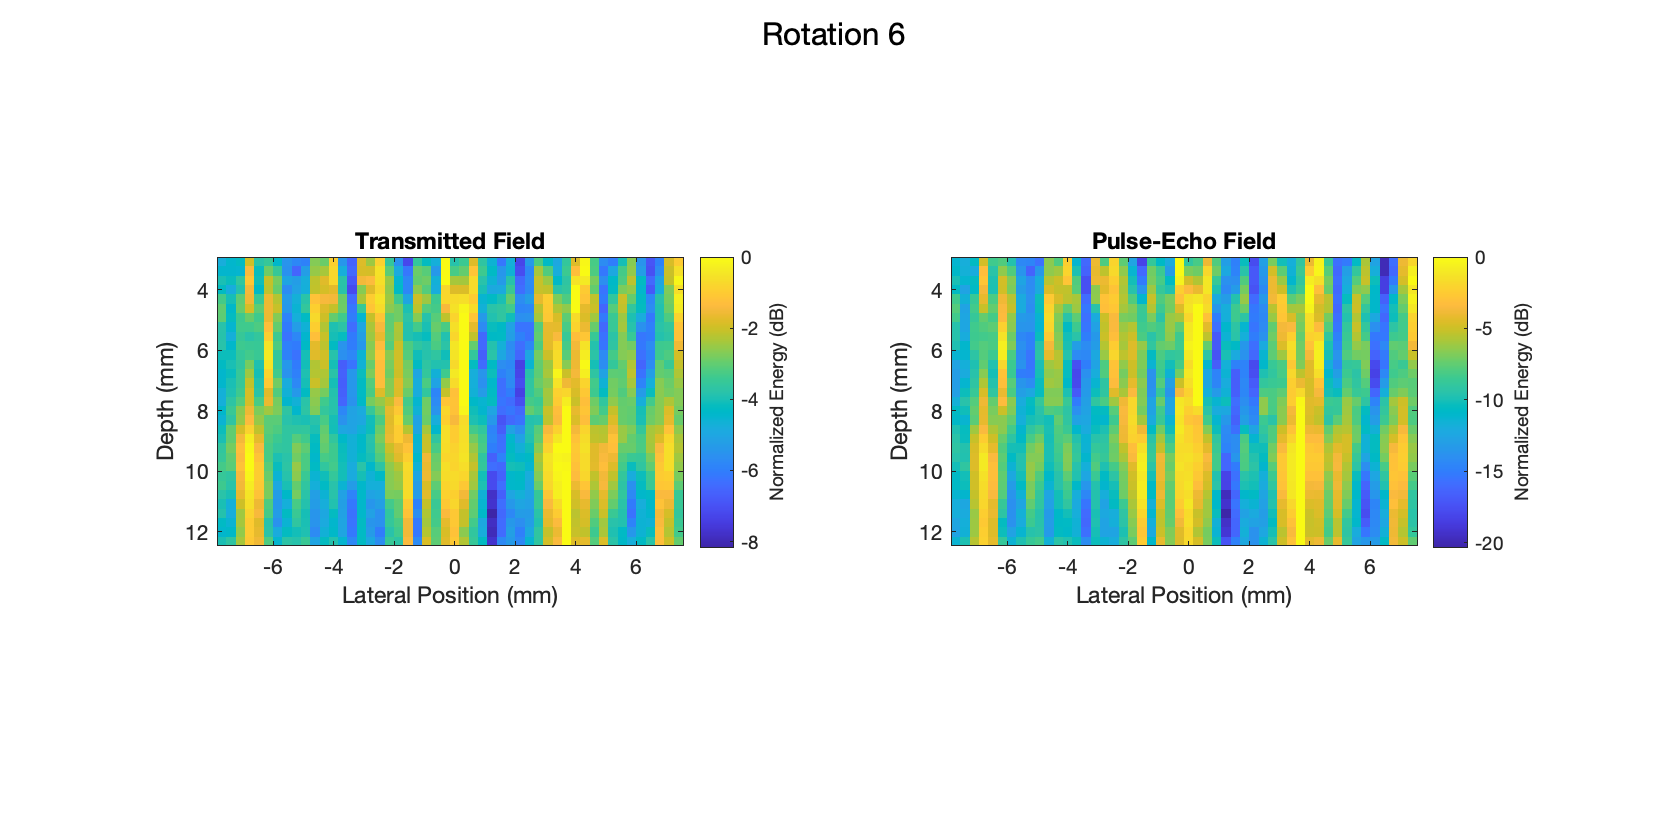 Rotation 6
Transmitted Field
Depth (mm)
4
6
8
10
12
-6 -4 -2 0 2 4 6
Lateral Position (mm)
0
-2
-4
-6
-8
Normalized Energy (dB)
Pulse-Echo Field
Depth (mm)
4
6
8
10
12
-6 -4 -2 0 2 4 6
Lateral Position (mm)
0
-5
-10
-15
-20
Normalized Energy (dB)